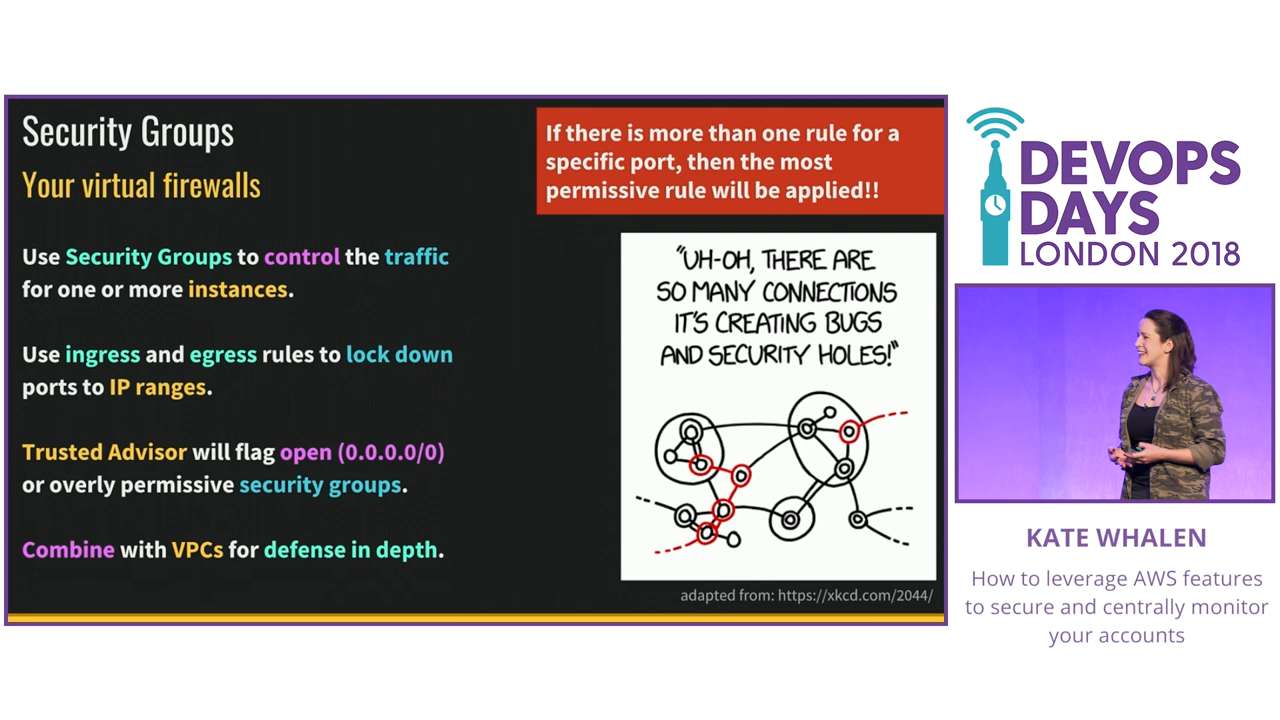 Security Groups
Your virtual firewalls
If there is more than one rule for a
specific port, then the most
permissive rule will be applied!!
Use Security Groups to control the traffic
for one or more instances.
Use ingress and egress rules to lock down
ports to IP ranges.
Trusted Advisor will flag open (0.0.0.0/0)
or overly permissive security groups.
Combine with VPCs for defense in depth.
"UH-OH, THERE ARE
SO MANY CONNECTIONS
IT'S CREATING BUGS
AND SECURITY HOLES!"
adapted from: https://xkcd.com/2044/
DEVOPS
DAYS
LONDON 2018
KATE WHALEN
How to leverage AWS features
to secure and centrally monitor
your accounts